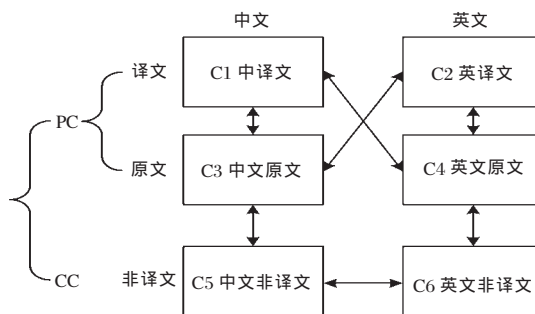 中文 英文
译文 C1 中译文 C2 英译文
PC
原文 C3 中文原文 C4 英文原文
CC 非译文 C5 中文非译文 C6 英文非译文